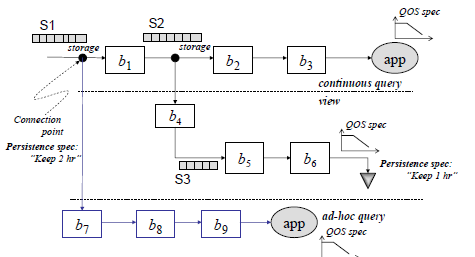 S1
S2
QOS spec
storage
storage
b1
b2
b3
app
continuous query
view
Connection
point
b4
QOS spec
Persistence spec:
"Keep 2 hr"
S3
b5
b6
Persistence spec:
"Keep 1 hr"
b7
b8
b9
app
ad-hoc query
QOS spec